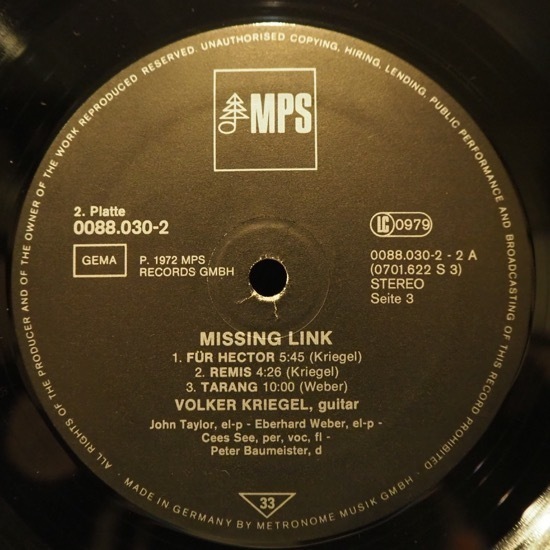 ALL RIGHTS OF THE PRODUCER AND OF THE OWNER OF THE WORK REPRODUCED RESERVED. UNAUTHORISED COPYING, HIRING, LENDING, PUBLIC PERFORMANCE AND BROADCASTING OF THIS RECORD PROHIBITED
MPS
2. Platte
0088.030-2
GEMA
P. 1972 MPS
RECORDS GMBH
LC 0979
0088.030-2 - 2 A
(0701.622 S 3)
STEREO
Seite 3
MISSING LINK
1. FÜR HECTOR 5:45 (Kriegel)
2. REMIS 4:26 (Kriegel)
3. TARANG 10:00 (Weber)
VOLKER KRIEGEL, guitar
John Taylor, el-p - Eberhard Weber, el-p -
Cees See, per, voc, fl -
Peter Baumeister, d
33
- MADE IN GERMANY BY METRONOME MUSIK GMBH -